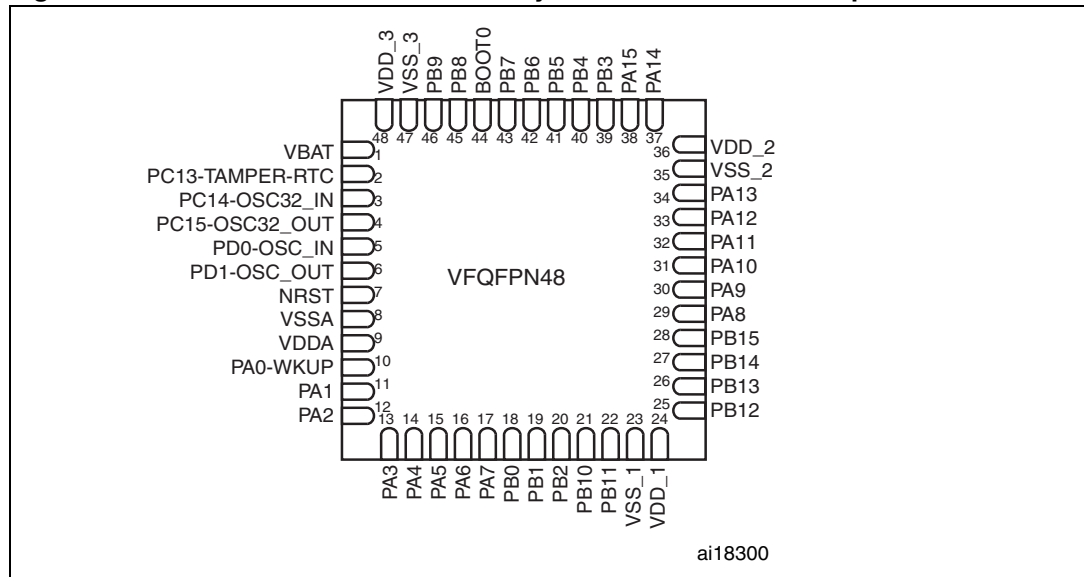 VDD_3
VSS_3
PB9
PB8
BOOT0
PB7
PB6
PB5
PB4
PB3
PA15
PA14
48 47 46 45 44 43 42 41 40 39 38 37
VBAT 1
PC13-TAMPER-RTC 2
PC14-OSC32_IN 3
PC15-OSC32_OUT 4
PD0-OSC_IN 5
PD1-OSC_OUT 6
NRST 7
VSSA 8
VDDA 9
PA0-WKUP 10
PA1 11
PA2 12
VFQFPN48
36 VDD_2
35 VSS_2
34 PA13
33 PA12
32 PA11
31 PA10
30 PA9
29 PA8
28 PB15
27 PB14
26 PB13
25 PB12
13 14 15 16 17 18 19 20 21 22 23 24
PA3
PA4
PA5
PA6
PA7
PB0
PB1
PB2
PB10
PB11
VSS_1
VDD_1
ai18300